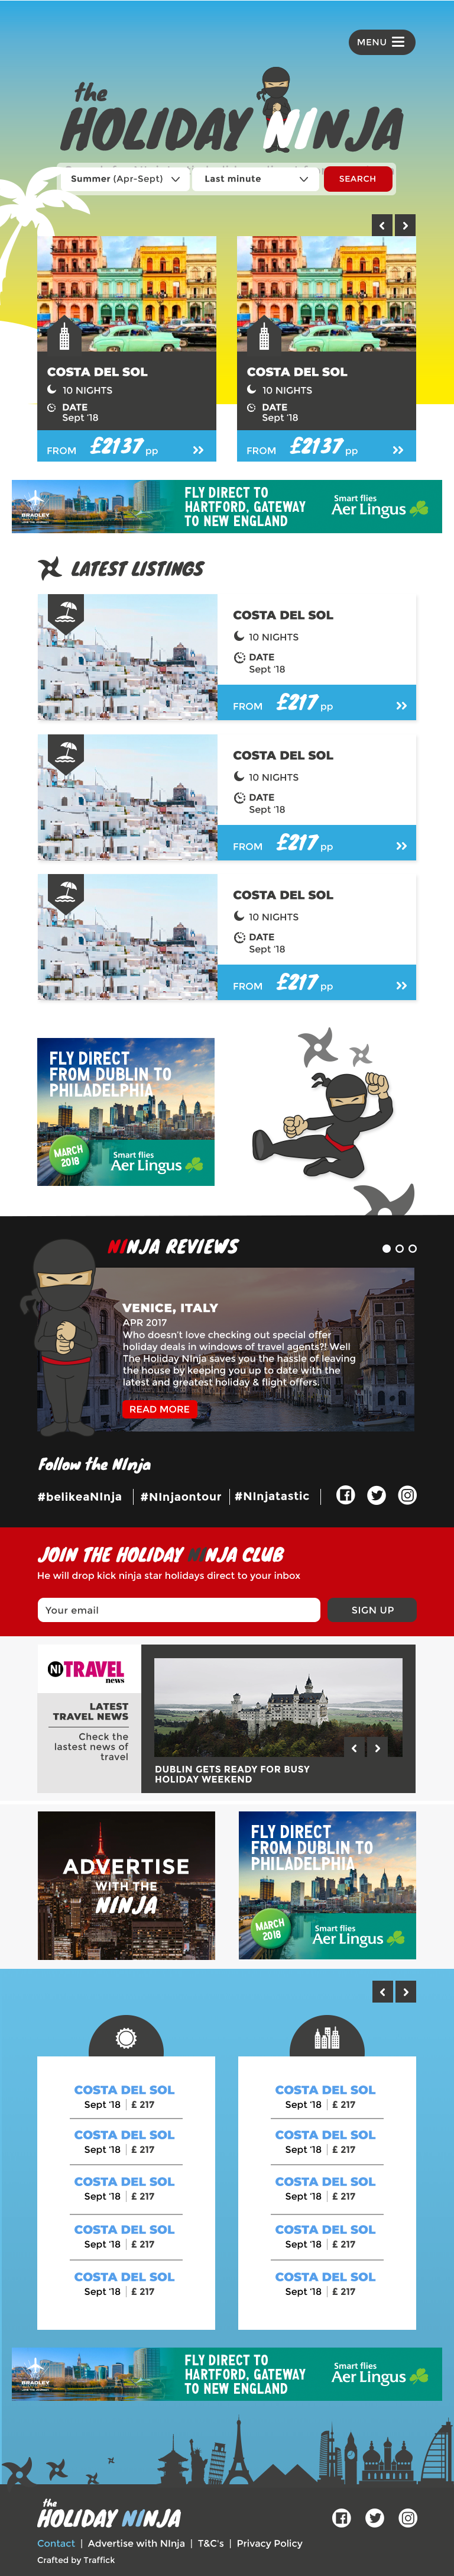 MENU
the
HOLIDAY NINJA
Summer (Apr-Sept)
Last minute
SEARCH
COSTA DEL SOL
10 NIGHTS
DATE
Sept '18
FROM £2137 pp
COSTA DEL SOL
10 NIGHTS
DATE
Sept '18
FROM £2137 pp
BRADLEY
FLY DIRECT TO
HARTFORD, GATEWAY
TO NEW ENGLAND
Smart flies
Aer Lingus
LATEST LISTINGS
COSTA DEL SOL
10 NIGHTS
DATE
Sept '18
FROM £217 pp
COSTA DEL SOL
10 NIGHTS
DATE
Sept '18
FROM £217 pp
COSTA DEL SOL
10 NIGHTS
DATE
Sept '18
FROM £217 pp
FLY DIRECT
FROM DUBLIN TO
PHILADELPHIA
MARCH
2018
Smart flies
Aer Lingus
NINJA REVIEWS
VENICE, ITALY
APR 2017
Who doesn't love checking out special offer
holiday deals in windows of travel agents?! Well
The Holiday NInja saves you the hassle of leaving
the house by keeping you up to date with the
latest and greatest holiday & flight offers.
READ MORE
Follow the NInja
#belikeaNInja
#NInjaontour
#NInjatastic
JOIN THE HOLIDAY NINJA CLUB
He will drop kick ninja star holidays direct to your inbox
Your email
SIGN UP
NI TRAVEL
news
LATEST
TRAVEL NEWS
Check the
lastest news of
travel
DUBLIN GETS READY FOR BUSY
HOLIDAY WEEKEND
ADVERTISE
WITH THE
NINJA
FLY DIRECT
FROM DUBLIN TO
PHILADELPHIA
MARCH
2018
Smart flies
Aer Lingus
COSTA DEL SOL
Sept '18 | £ 217
COSTA DEL SOL
Sept '18 | £ 217
COSTA DEL SOL
Sept '18 | £ 217
COSTA DEL SOL
Sept '18 | £ 217
COSTA DEL SOL
Sept '18 | £ 217
COSTA DEL SOL
Sept '18 | £ 217
COSTA DEL SOL
Sept '18 | £ 217
COSTA DEL SOL
Sept '18 | £ 217
COSTA DEL SOL
Sept '18 | £ 217
COSTA DEL SOL
Sept '18 | £ 217
BRADLEY
FLY DIRECT TO
HARTFORD, GATEWAY
TO NEW ENGLAND
Smart flies
Aer Lingus
the
HOLIDAY NINJA
Contact | Advertise with NInja | T&C's | Privacy Policy
Crafted by Traffick